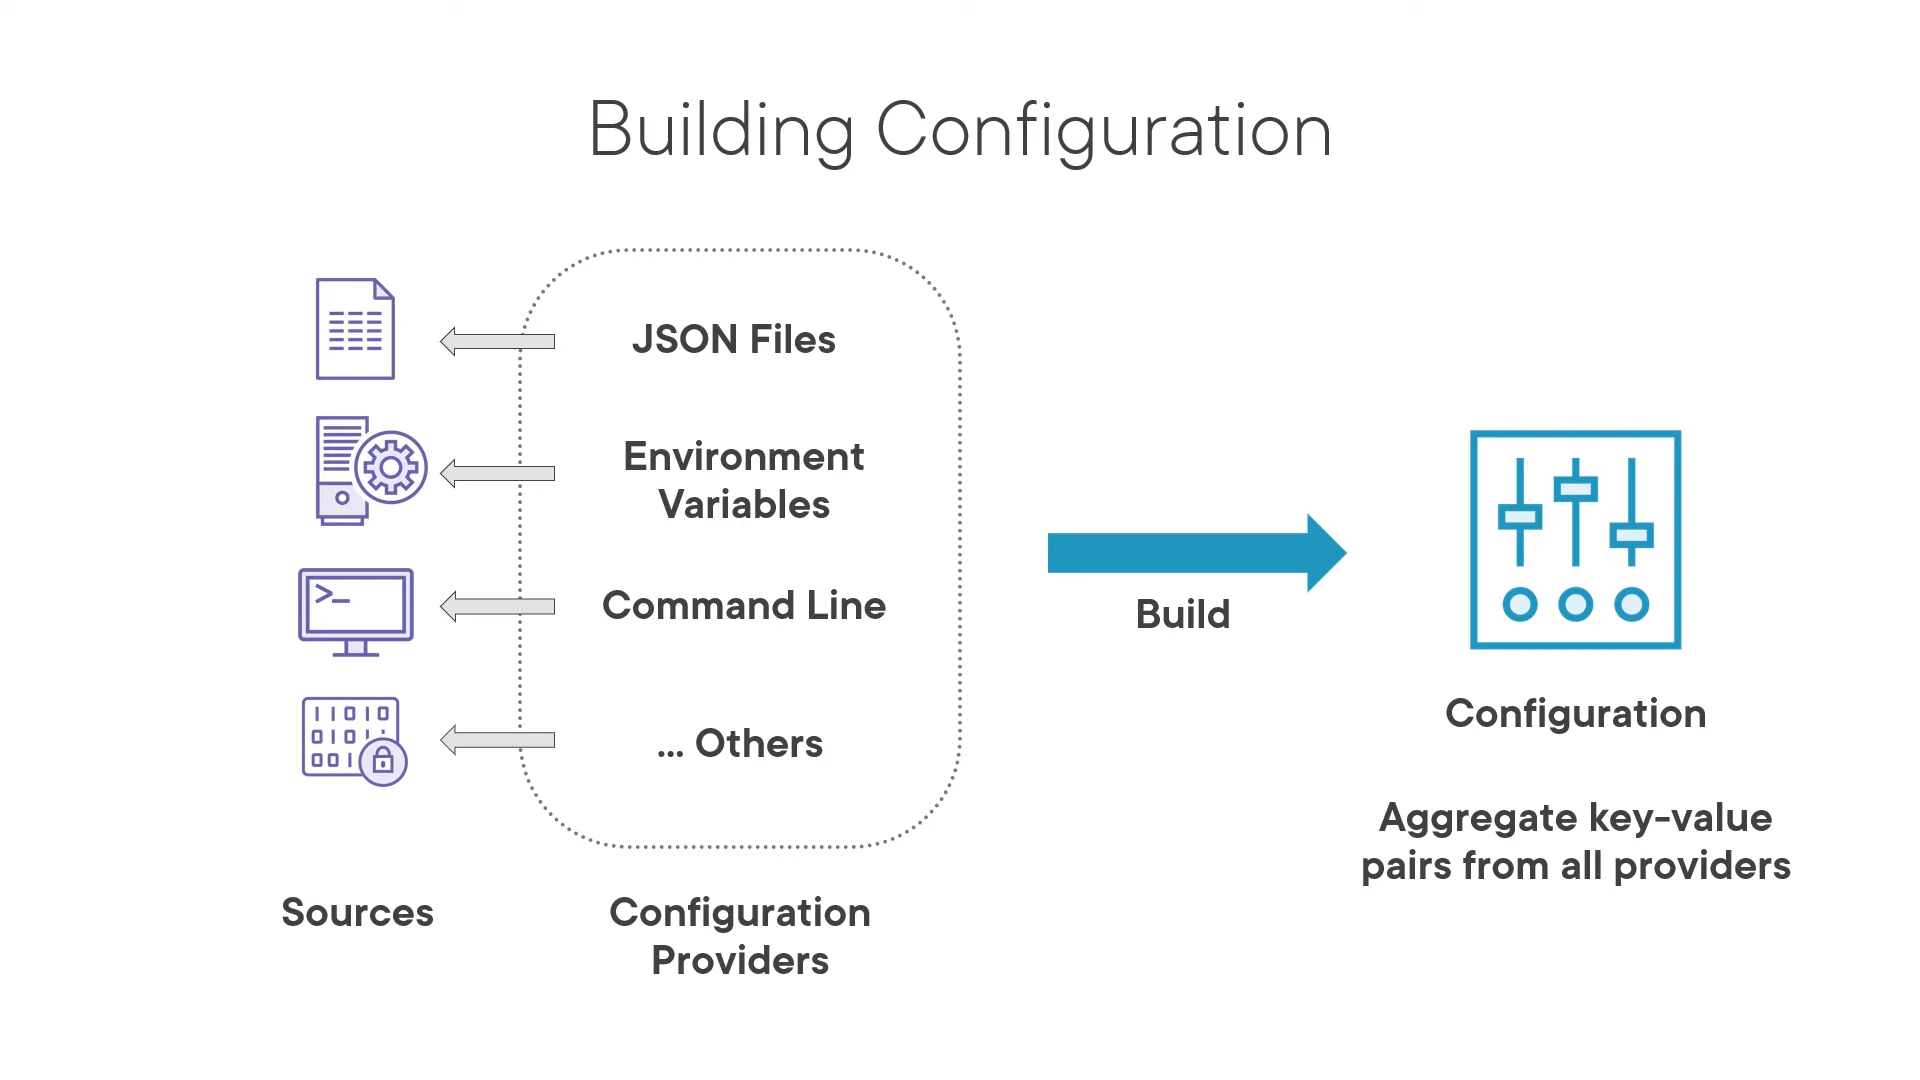 Building Configuration
JSON Files
Environment
Variables
Command Line
... Others
Sources
Configuration
Providers
Build
Configuration
Aggregate key-value
pairs from all providers